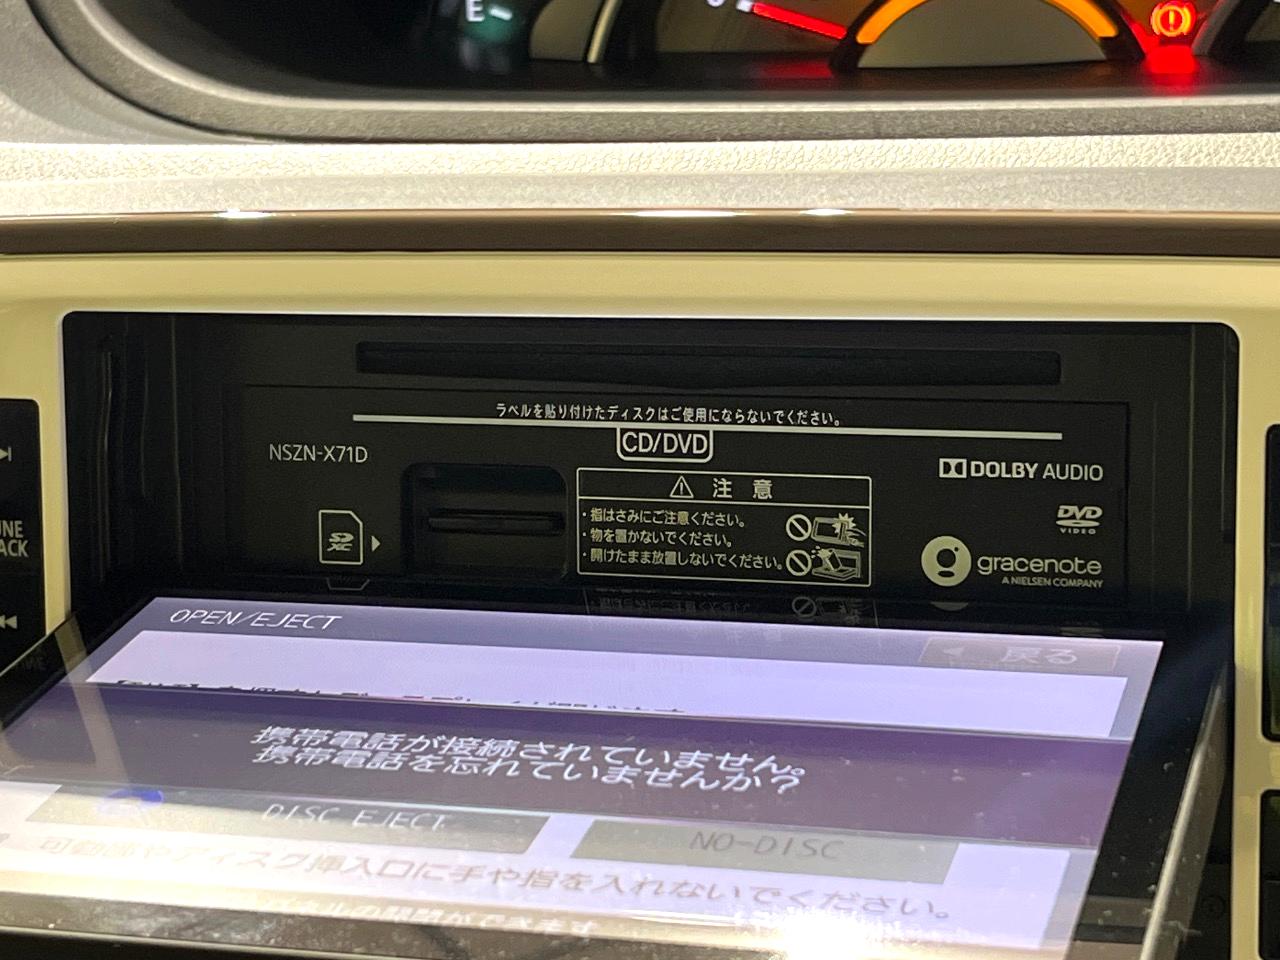 E
ラベルを貼り付けたディスクはご使用にならないでください。
CD/DVD
NSZN-X71D
DOLBY AUDIO
注意
・指はさみにご注意ください。
・物を置かないでください。
・開けたまま放置しないでください。
SD
XC
DVD
VIDEO
gracenote
A NIELSEN COMPANY
OPEN/EJECT
戻る
携帯電話が接続されていません。
携帯電話を忘れていませんか?
DISC EJECT
NO-DISC
ディスク挿入口に手や指を入れないでください。